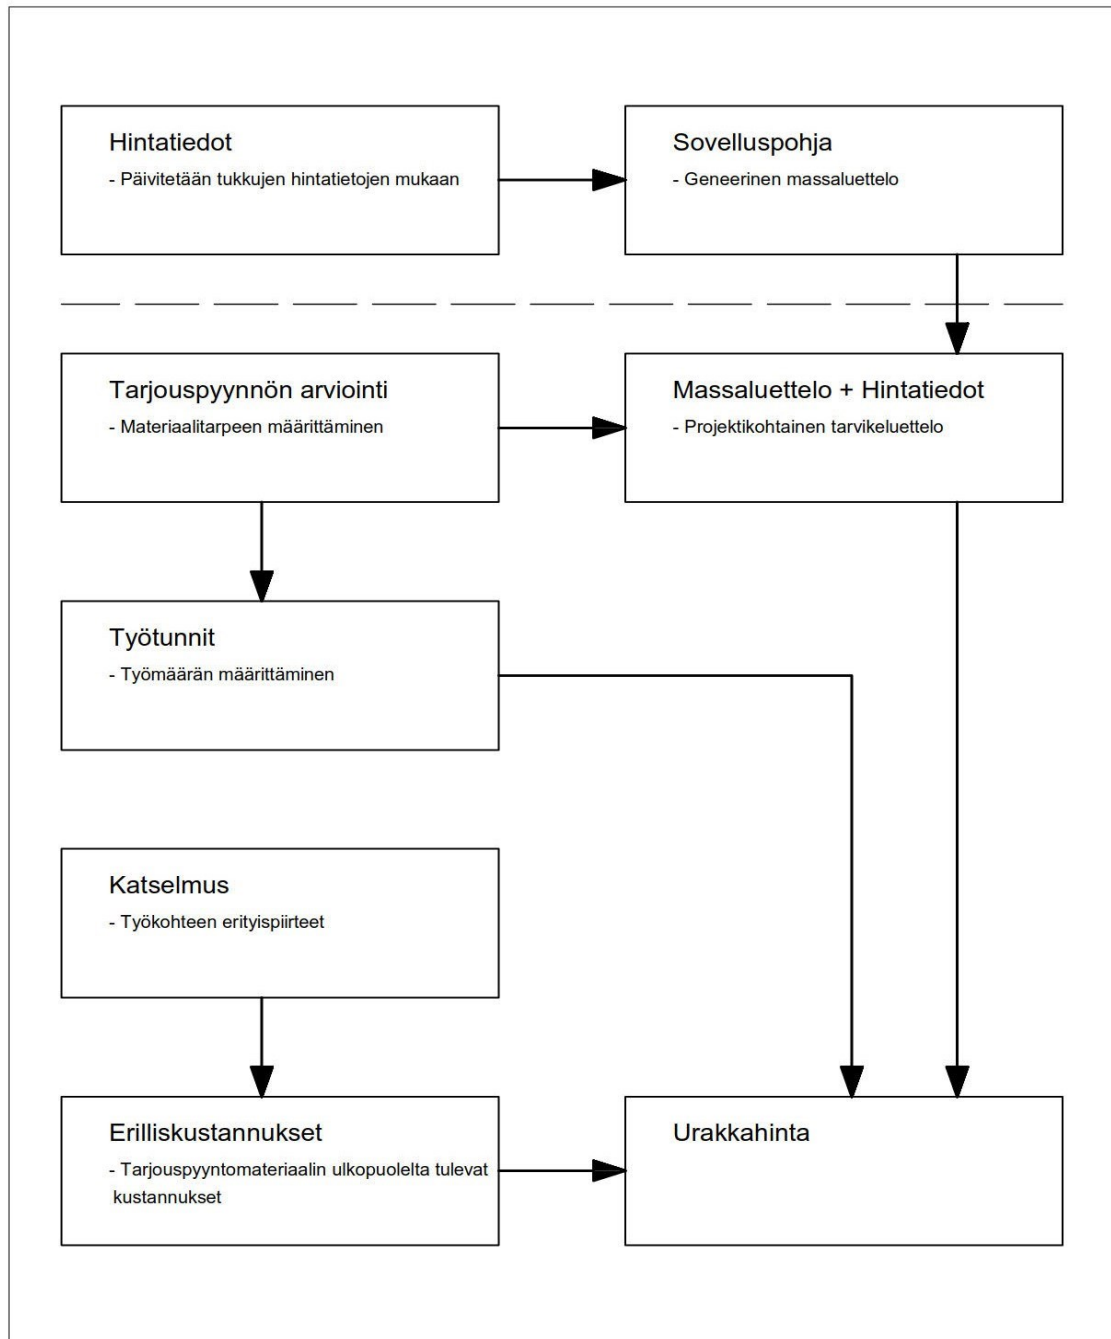 Hintatiedot
- Päivitetään tukkujen hintatietojen mukaan
Sovelluspohja
- Geneerinen massaluettelo
Tarjouspyynnön arviointi
- Materiaalitarpeen määrittäminen
Massaluettelo + Hintatiedot
- Projektikohtainen tarvikeluettelo
Työtunnit
- Työmäärän määrittäminen
Katselmus
- Työkohteen erityispiirteet
Erilliskustannukset
- Tarjouspyyntomateriaalin ulkopuolelta tulevat
kustannukset
Urakkahinta